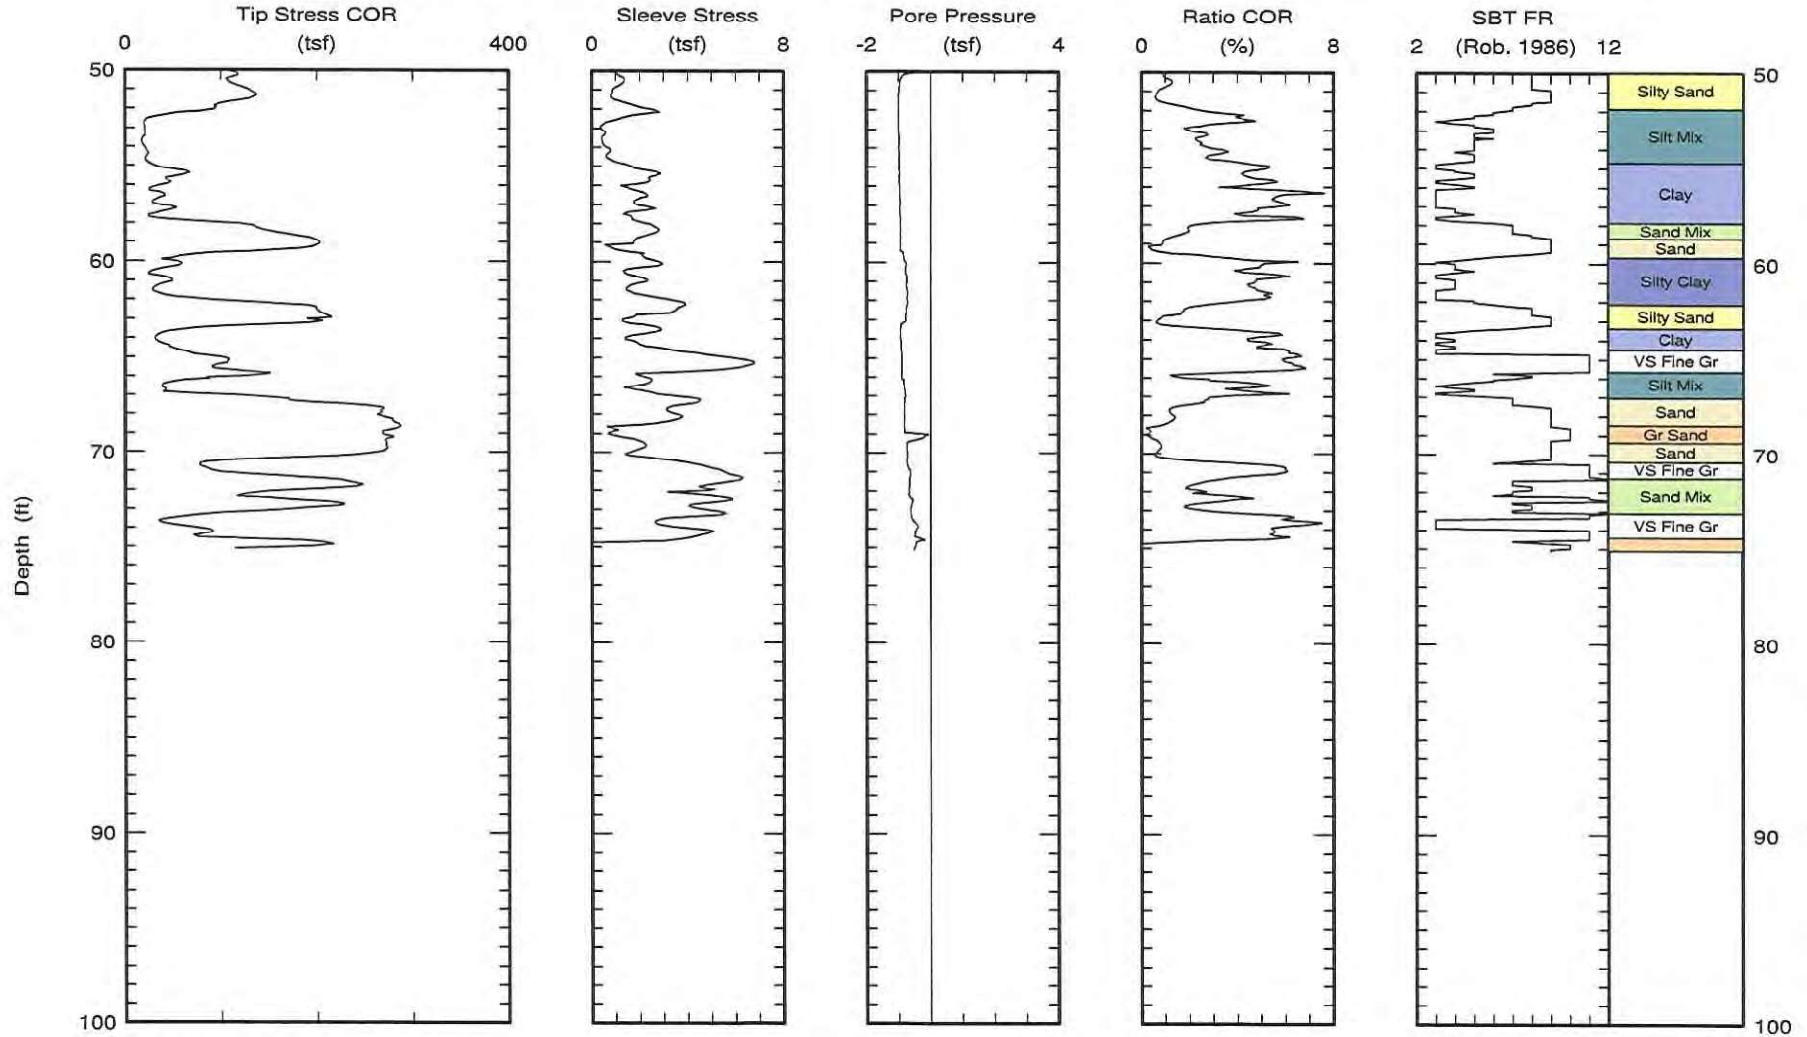 Tip Stress COR
0 (tsf) 400
Sleeve Stress
0 (tsf) 8
Pore Pressure
-2 (tsf) 4
Ratio COR
0 (%) 8
SBT FR
2 (Rob. 1986) 12
Depth (ft)
50
60
70
80
90
100
Silty Sand
Silt Mix
Clay
Sand Mix
Sand
Silty Clay
Silty Sand
Clay
VS Fine Gr
Silt Mix
Sand
Gr Sand
Sand
VS Fine Gr
Sand Mix
VS Fine Gr
50
60
70
80
90
100